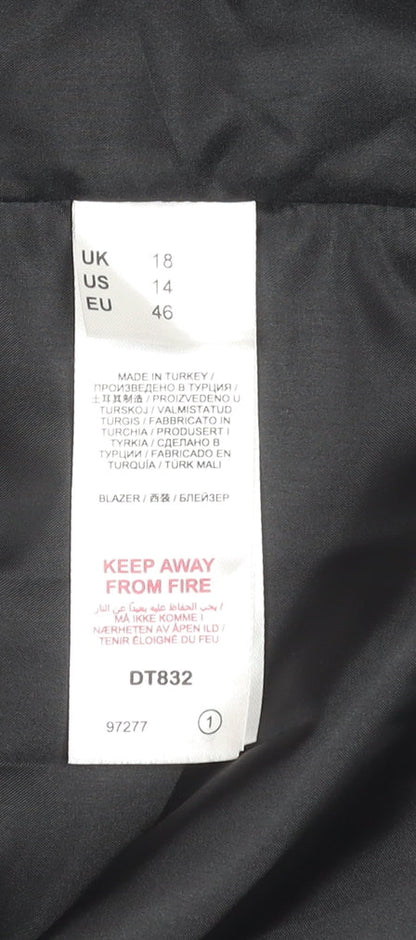 UK 18
US 14
EU 46
MADE IN TURKEY /
ПРОИЗВЕДЕНО В ТУРЦИЯ /
土耳其制造 / PROIZVEDENO U
TURSKOJ / VALMISTATUD
TÜRGIS / FABBRICATO IN
TURCHIA / PRODUSERT I
TYRKIA / СДЕЛАНО В
ТУРЦИИ / FABRICADO EN
TURQUÍA / TÜRK MALI
BLAZER / 西装 / БЛЕЙЗЕР
KEEP AWAY
FROM FIRE
/ يجب الحفاظ عليه بعيدًا عن النار
MÅ IKKE KOMME I
NÆRHETEN AV ÅPEN ILD /
TENIR ÉLOIGNÉ DU FEU
DT832
97277 1